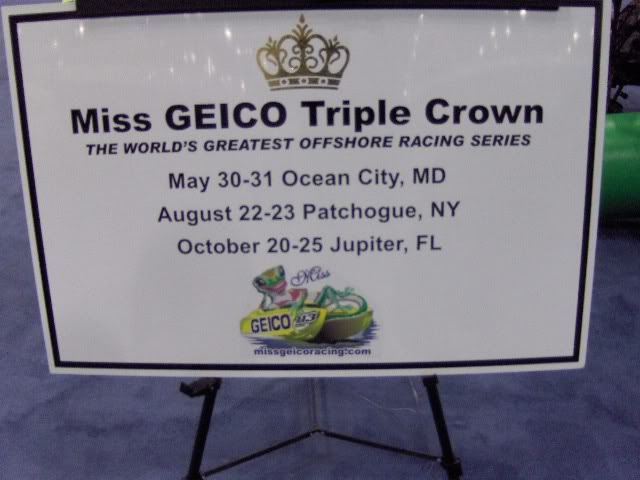 Miss GEICO Triple Crown
THE WORLD'S GREATEST OFFSHORE RACING SERIES
May 30-31 Ocean City, MD
August 22-23 Patchogue, NY
October 20-25 Jupiter, FL
Miss
GEICO
missgeicoracing.com